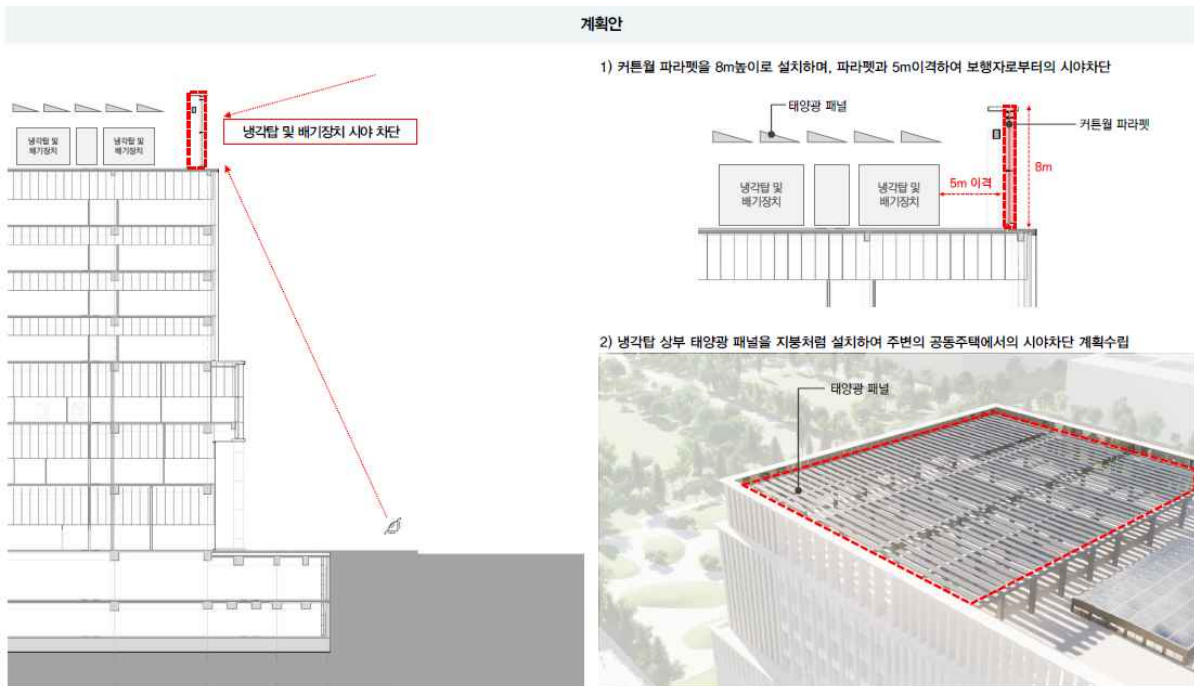 계획안
냉각탑 및 배기장치 시야 차단
냉각탑 및
배기장치
냉각탑 및
배기장치
1) 커튼월 파라펫을 8m높이로 설치하며, 파라펫과 5m이격하여 보행자로부터의 시야차단
태양광 패널
커튼월 파라펫
8m
5m 이격
냉각탑 및
배기장치
냉각탑 및
배기장치
2) 냉각탑 상부 태양광 패널을 지붕처럼 설치하여 주변의 공동주택에서의 시야차단 계획수립
태양광 패널